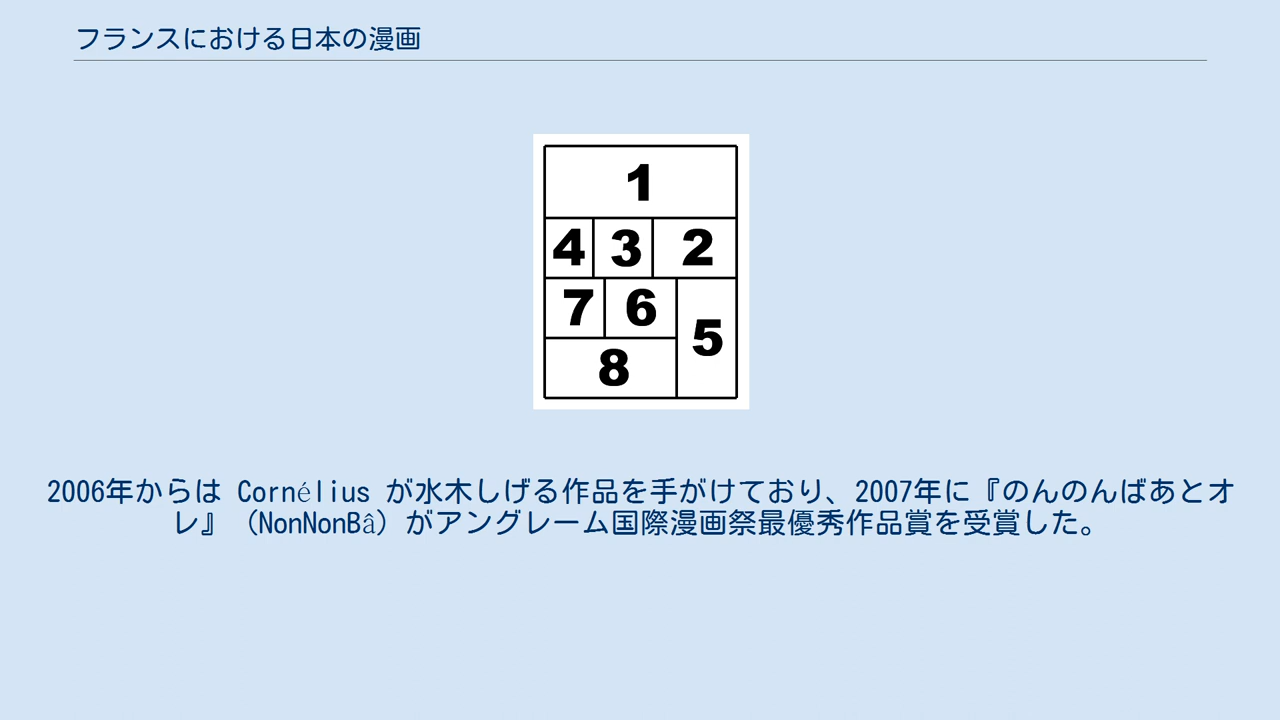 フランスにおける日本の漫画
1
4 3 2
7 6
5
8
2006年からは Cornélius が水木しげる作品を手がけており、2007年に『のんのんばあとオ
レ』（NonNonBâ）がアングレーム国際漫画祭最優秀作品賞を受賞した。